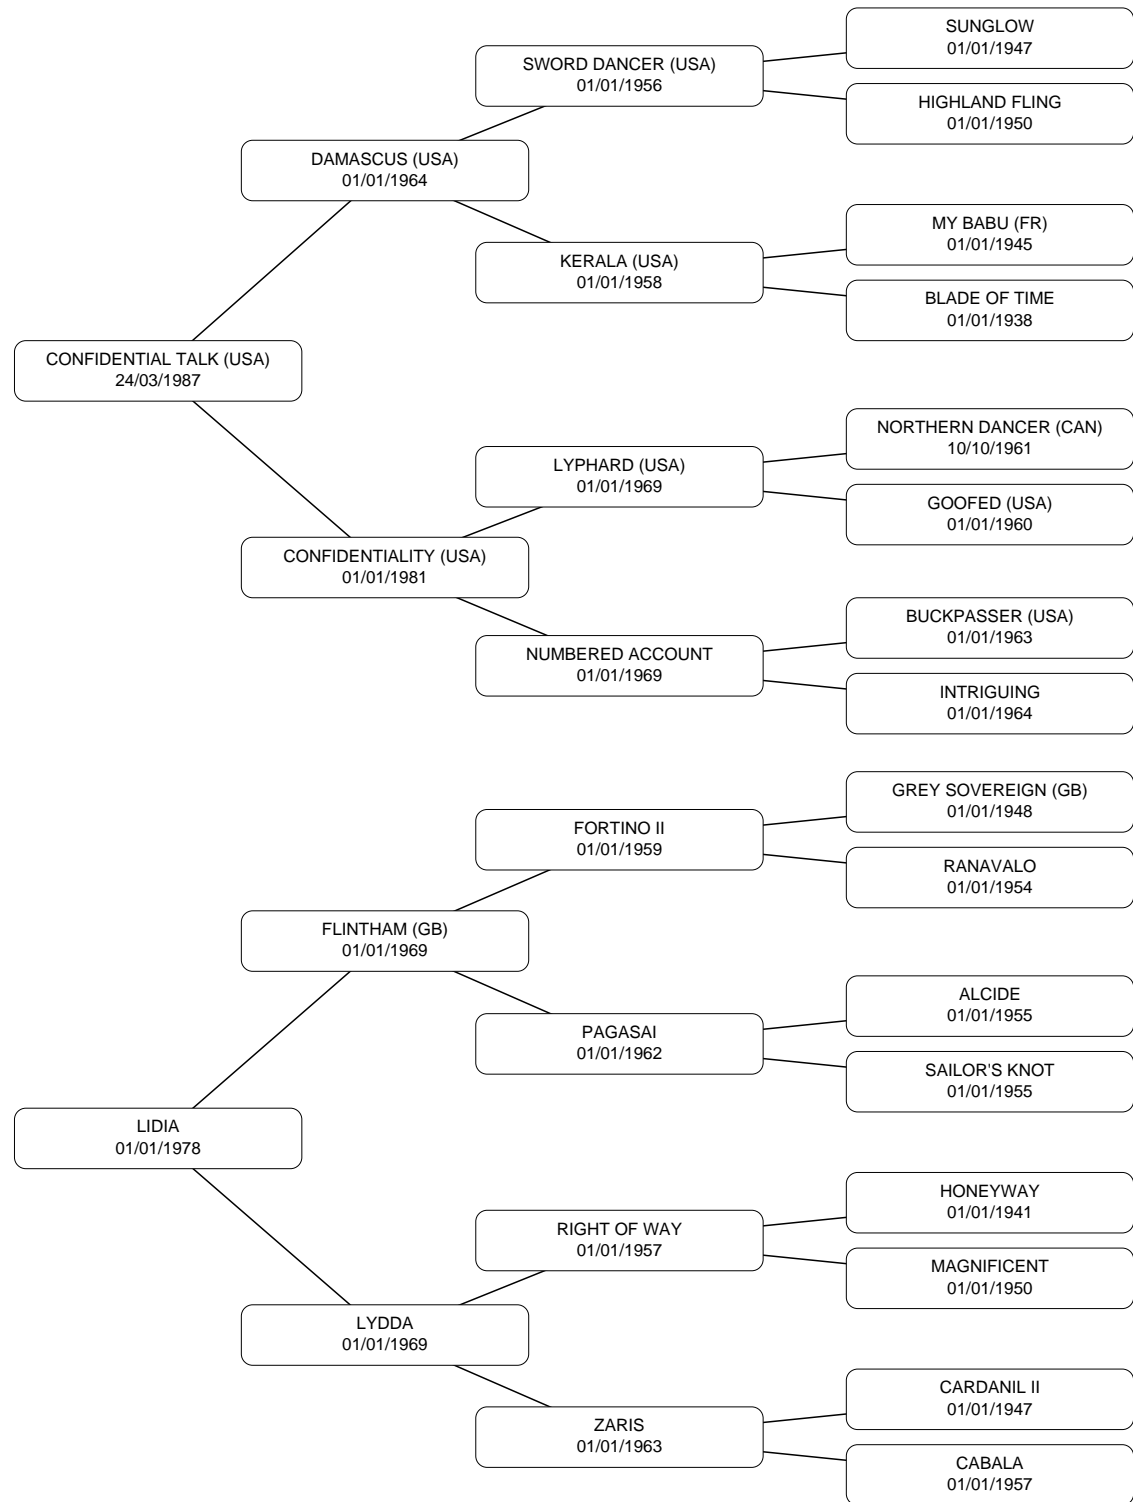 SUNGLOW
01/01/1947
SWORD DANCER (USA)
01/01/1956
HIGHLAND FLING
01/01/1950
DAMASCUS (USA)
01/01/1964
MY BABU (FR)
01/01/1945
KERALA (USA)
01/01/1958
BLADE OF TIME
01/01/1938
CONFIDENTIAL TALK (USA)
24/03/1987
NORTHERN DANCER (CAN)
10/10/1961
LYPHARD (USA)
01/01/1969
GOOFED (USA)
01/01/1960
CONFIDENTIALITY (USA)
01/01/1981
BUCKPASSER (USA)
01/01/1963
NUMBERED ACCOUNT
01/01/1969
INTRIGUING
01/01/1964
GREY SOVEREIGN (GB)
01/01/1948
FORTINO II
01/01/1959
RANAVALO
01/01/1954
FLINTHAM (GB)
01/01/1969
ALCIDE
01/01/1955
PAGASAI
01/01/1962
SAILOR'S KNOT
01/01/1955
LIDIA
01/01/1978
HONEYWAY
01/01/1941
RIGHT OF WAY
01/01/1957
MAGNIFICENT
01/01/1950
LYDDA
01/01/1969
CARDANIL II
01/01/1947
ZARIS
01/01/1963
CABALA
01/01/1957